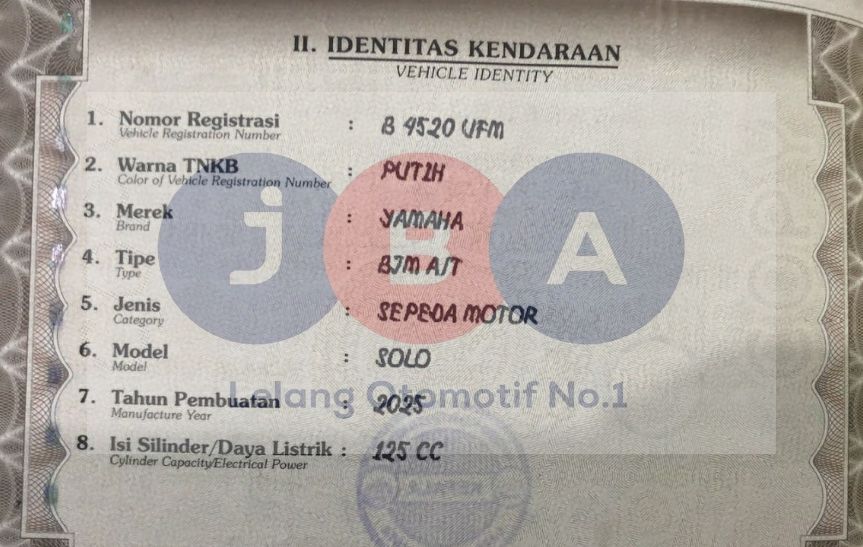 II. IDENTITAS KENDARAAN
VEHICLE IDENTITY
1. Nomor Registrasi : B 4520 UFM
Vehicle Registration Number
2. Warna TNKB : PUTIH
Color of Vehicle Registration Number
3. Merek : YAMAHA
Brand
4. Tipe : BJM A/T
Type
5. Jenis : SEPEDA MOTOR
Category
6. Model : SOLO
Model
7. Tahun Pembuatan : 2025
Manufacture Year
8. Isi Silinder/Daya Listrik : 125 CC
Cylinder Capacity/Electrical Power
jBA
Lelang Otomotif No.1